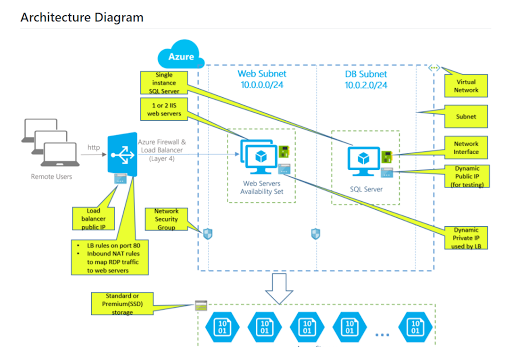 Architecture Diagram
Azure
Single
instance
SQL Server
Web Subnet
10.0.0.0/24
DB Subnet
10.0.2.0/24
Virtual
Network
1 or 2 IIS
web servers
Subnet
http
Azure Firewall &
Load Balancer
(Layer 4)
Network
Interface
Remote Users
Web Servers
Availability Set
SQL Server
Dynamic
Public IP
(for testing)
Load
balancer
public IP
Network
Security
Group
Dynamic
Private IP
used by LB
• LB rules on port 80
• Inbound NAT rules
to map RDP traffic
to web servers
Standard or
Premium(SSD)
storage
10
01
10
01
10
01
10
01
...
10
01